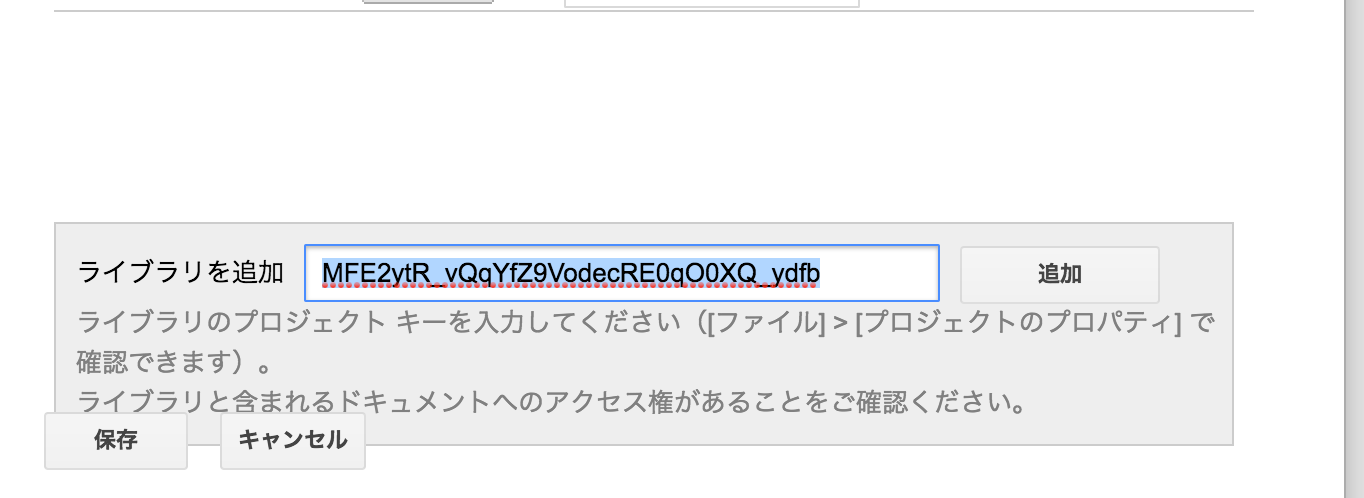 ライブラリを追加 MFE2ytR_vQqYfZ9VodecRE0qO0XQ_ydfb 追加
ライブラリのプロジェクト キーを入力してください（[ファイル] > [プロジェクトのプロパティ] で
確認できます）。
ライブラリと含まれるドキュメントへのアクセス権があることをご確認ください。
保存 キャンセル